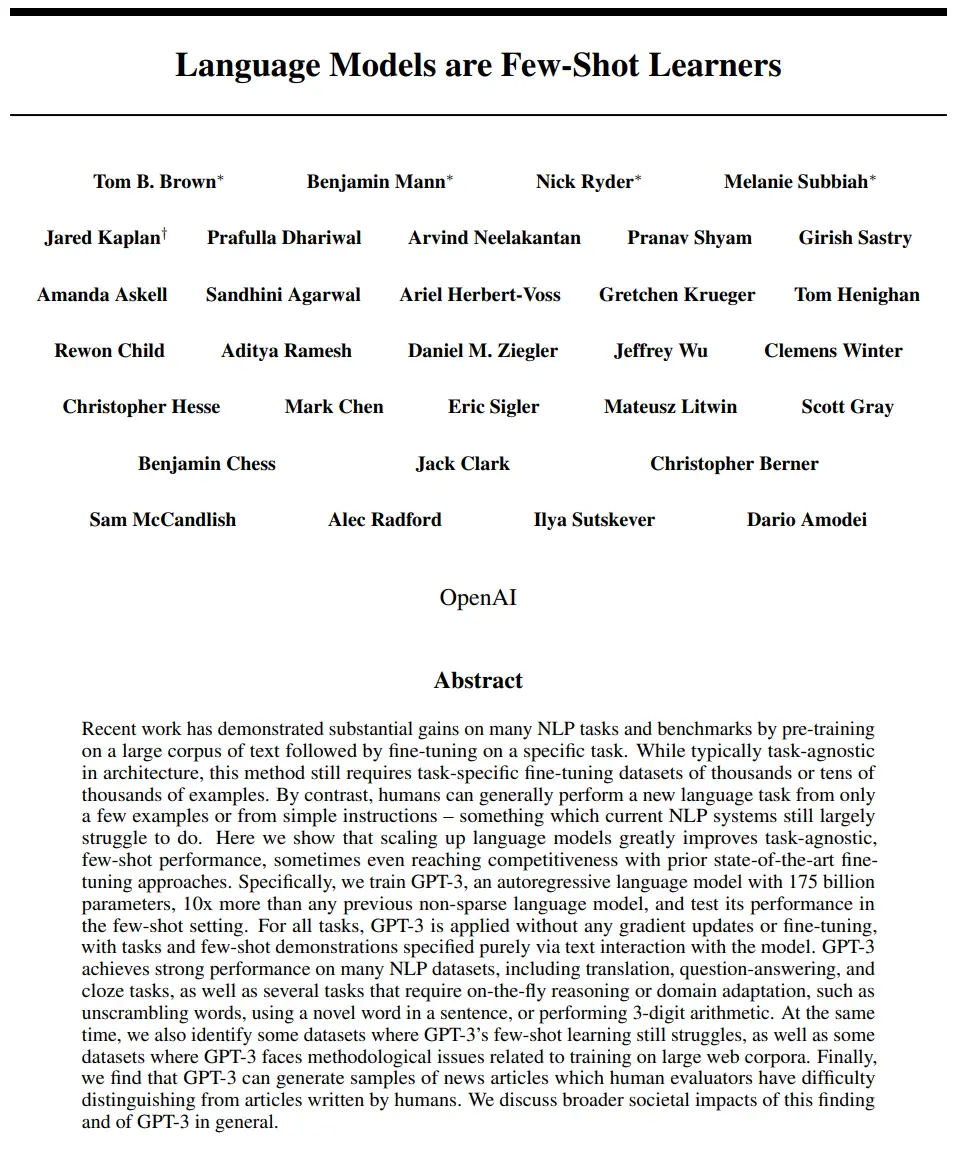 Language Models are Few-Shot Learners
Tom B. Brown* Benjamin Mann* Nick Ryder* Melanie Subbiah*
Jared Kaplan† Prafulla Dhariwal Arvind Neelakantan Pranav Shyam Girish Sastry
Amanda Askell Sandhini Agarwal Ariel Herbert-Voss Gretchen Krueger Tom Henighan
Rewon Child Aditya Ramesh Daniel M. Ziegler Jeffrey Wu Clemens Winter
Christopher Hesse Mark Chen Eric Sigler Mateusz Litwin Scott Gray
Benjamin Chess Jack Clark Christopher Berner
Sam McCandlish Alec Radford Ilya Sutskever Dario Amodei
OpenAI
Abstract
Recent work has demonstrated substantial gains on many NLP tasks and benchmarks by pre-training
on a large corpus of text followed by fine-tuning on a specific task. While typically task-agnostic
in architecture, this method still requires task-specific fine-tuning datasets of thousands or tens of
thousands of examples. By contrast, humans can generally perform a new language task from only
a few examples or from simple instructions – something which current NLP systems still largely
struggle to do. Here we show that scaling up language models greatly improves task-agnostic,
few-shot performance, sometimes even reaching competitiveness with prior state-of-the-art fine-
tuning approaches. Specifically, we train GPT-3, an autoregressive language model with 175 billion
parameters, 10x more than any previous non-sparse language model, and test its performance in
the few-shot setting. For all tasks, GPT-3 is applied without any gradient updates or fine-tuning,
with tasks and few-shot demonstrations specified purely via text interaction with the model. GPT-3
achieves strong performance on many NLP datasets, including translation, question-answering, and
cloze tasks, as well as several tasks that require on-the-fly reasoning or domain adaptation, such as
unscrambling words, using a novel word in a sentence, or performing 3-digit arithmetic. At the same
time, we also identify some datasets where GPT-3's few-shot learning still struggles, as well as some
datasets where GPT-3 faces methodological issues related to training on large web corpora. Finally,
we find that GPT-3 can generate samples of news articles which human evaluators have difficulty
distinguishing from articles written by humans. We discuss broader societal impacts of this finding
and of GPT-3 in general.